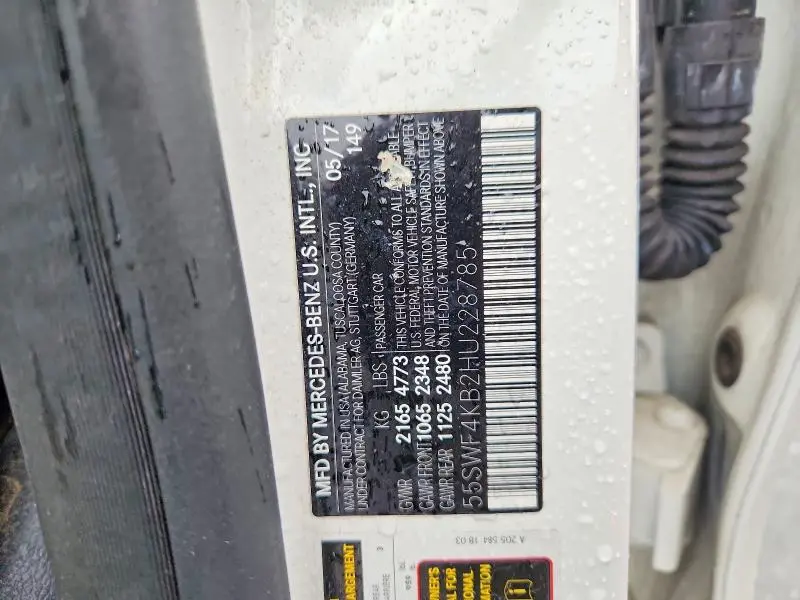 MFD BY MERCEDES-BENZ U.S. INTL., INC
05/17
149
MANUFACTURED IN USA (ALABAMA, TUSCALOOSA COUNTY)
UNDER CONTRACT FOR DAIMLER AG, STUTTGART (GERMANY)
KG LBS PASSENGER CAR
GVWR 2165 4773 THIS VEHICLE CONFORMS TO ALL
GAWR FRONT 1065 2348 U.S. FEDERAL MOTOR VEHICLE SAFETY, BUMPER
AND THEFT PREVENTION STANDARDS IN EFFECT
GAWR REAR 1125 2480 ON THE DATE OF MANUFACTURE SHOWN ABOVE
55SWF4KB2HU228785
A 205 584 18 03